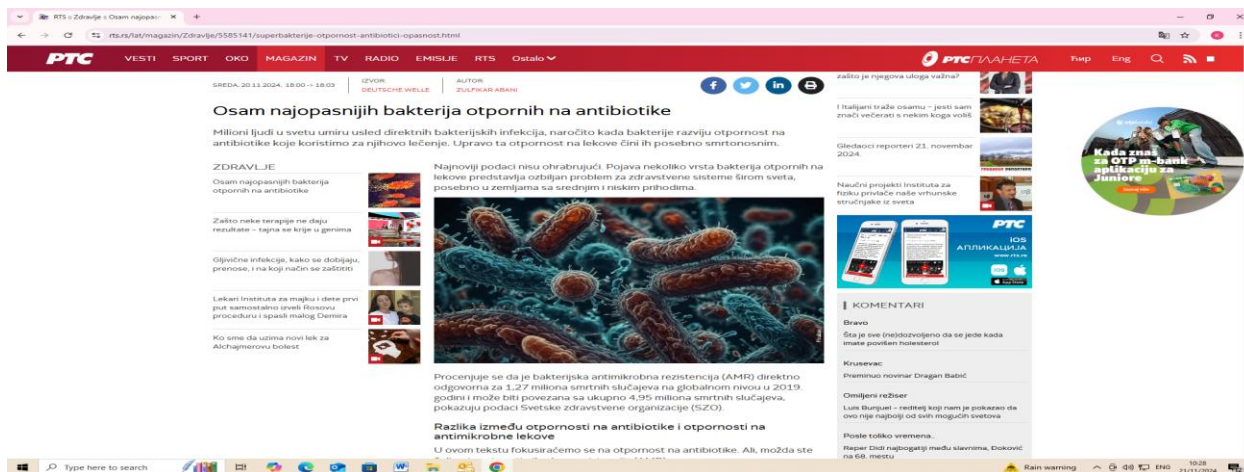 RTS :: Zdravlje :: Osam najopasn
rts.rs/lat/magazin/Zdravlje/5585141/superbakterije-otpornost-antibiotici-opasnost.html
РТС VESTI SPORT OKO MAGAZIN TV RADIO EMISIJE RTS Ostalo РТС ПЛАНЕТА Ћир Eng
SREDA, 20.11.2024, 18:00 -> 18:03
IZVOR:
DEUTSCHE WELLE
AUTOR:
ZULFIKAR ABANI
Osam najopasnijih bakterija otpornih na antibiotike
Milioni ljudi u svetu umiru usled direktnih bakterijskih infekcija, naročito kada bakterije razviju otpornost na
antibiotike koje koristimo za njihovo lečenje. Upravo ta otpornost na lekove čini ih posebno smrtonosnim.
ZDRAVLJE
Osam najopasnijih bakterija
otpornih na antibiotike
Zašto neke terapije ne daju
rezultate – tajna se krije u genima
Gljivične infekcije, kako se dobijaju,
prenose, i na koji način se zaštititi
Lekari Instituta za majku i dete prvi
put samostalno izveli Rosovu
proceduru i spasli malog Demira
Ko sme da uzima novi lek za
Alchajmerovu bolest
Najnoviji podaci nisu ohrabrujući. Pojava nekoliko vrsta bakterija otpornih na
lekove predstavlja ozbiljan problem za zdravstvene sisteme širom sveta,
posebno u zemljama sa srednjim i niskim prihodima.
Procenjuje se da je bakterijska antimikrobna rezistencija (AMR) direktno
odgovorna za 1,27 miliona smrtnih slučajeva na globalnom nivou u 2019.
godini i može biti povezana sa ukupno 4,95 miliona smrtnih slučajeva,
pokazuju podaci Svetske zdravstvene organizacije (SZO).
Razlika između otpornosti na antibiotike i otpornosti na
antimikrobne lekove
U ovom tekstu fokusiraćemo se na otpornost na antibiotike. Ali, možda ste
zašto je njegova uloga važna?
I Italijani traže osamu – jesti sam
znači večerati s nekim koga voliš
Gledaoci reporteri 21. novembar
2024.
Naučni projekti Instituta za
fiziku privlače naše vrhunske
stručnjake iz sveta
РТС
iOS
АПЛИКАЦИЈА
www.rts.rs
iOS
KOMENTARI
Bravo
Šta je sve (ne)dozvoljeno da se jede kada
imate povišen holesterol
Krusevac
Preminuo novinar Dragan Babić
Omiljeni režiser
Luis Bunjuel – reditelj koji nam je pokazao da
ovo nije najbolji od svih mogućih svetova
Posle toliko vremena..
Reper Didi najbogatiji među slavnima, Đoković
na 68. mestu
Kada znaš
za OTP m-bank
aplikaciju za
Juniore
Type here to search
Rain warning
ENG
10:28
21/11/2024